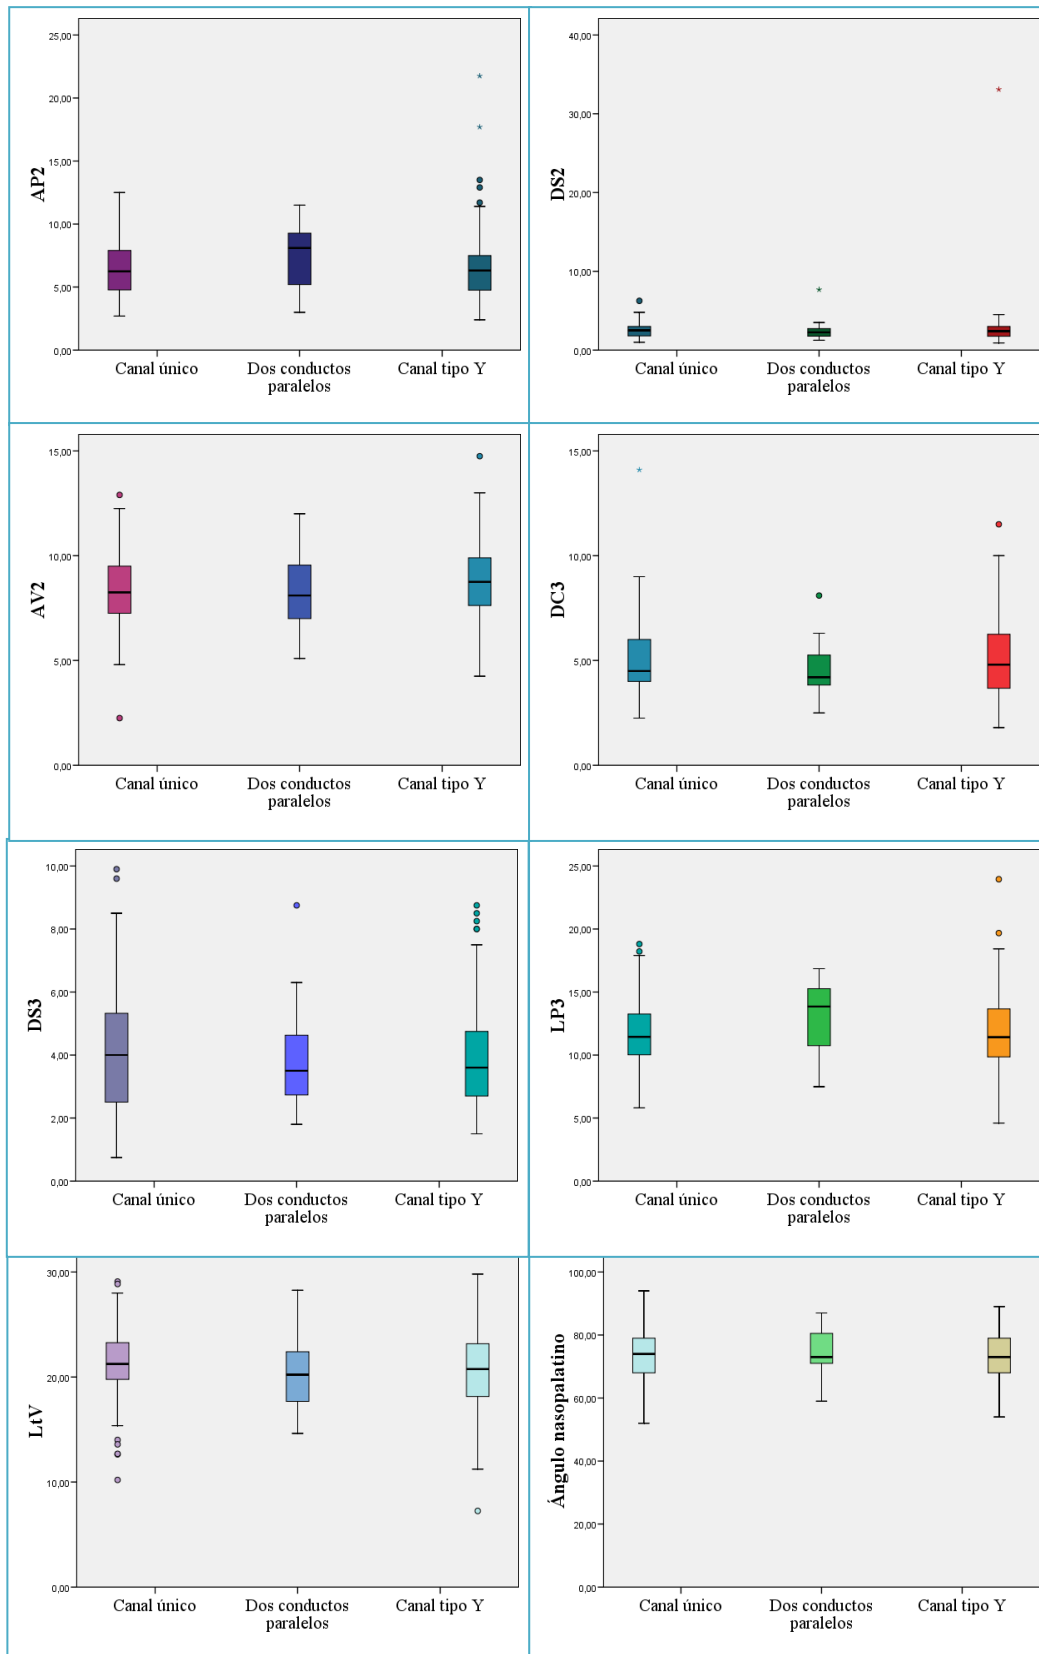 25,00
20,00
15,00
10,00
5,00
0,00
AP2
Canal único
Dos conductos
paralelos
Canal tipo Y
40,00
30,00
20,00
10,00
0,00
DS2
Canal único
Dos conductos
paralelos
Canal tipo Y
15,00
10,00
5,00
0,00
AV2
Canal único
Dos conductos
paralelos
Canal tipo Y
15,00
10,00
5,00
0,00
DC3
Canal único
Dos conductos
paralelos
Canal tipo Y
10,00
8,00
6,00
4,00
2,00
0,00
DS3
Canal único
Dos conductos
paralelos
Canal tipo Y
25,00
20,00
15,00
10,00
5,00
0,00
LP3
Canal único
Dos conductos
paralelos
Canal tipo Y
30,00
20,00
10,00
0,00
LtV
Canal único
Dos conductos
paralelos
Canal tipo Y
100,00
80,00
60,00
40,00
20,00
0,00
Ángulo nasopalatino
Canal único
Dos conductos
paralelos
Canal tipo Y